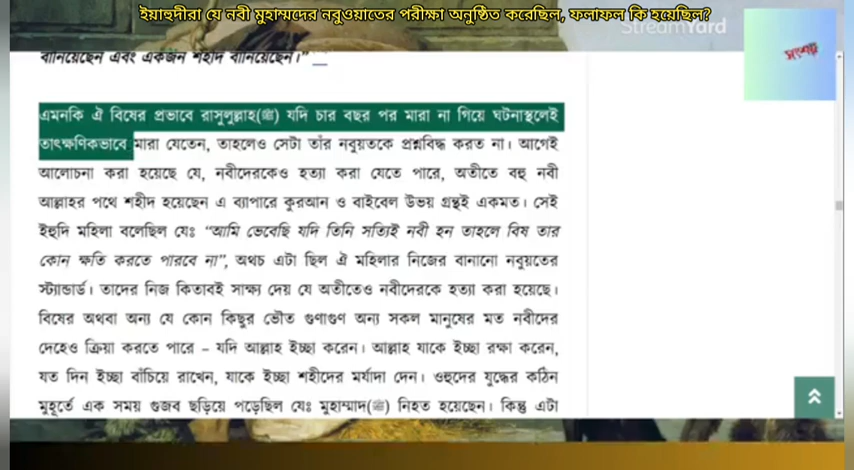 ইয়াহুদীরা যে নবী মুহাম্মদের নবুওয়াতের পরীক্ষা অনুষ্ঠিত করেছিল, ফলাফল কি হয়েছিল?
StreamYard
সংশয়
বানিয়েছেন এবং একজন শহীদ বানিয়েছেন।"
এমনকি ঐ বিষের প্রভাবে রাসুলুল্লাহ(ﷺ) যদি চার বছর পর মারা না গিয়ে ঘটনাস্থলেই
তাৎক্ষণিকভাবে মারা যেতেন, তাহলেও সেটা তাঁর নবুয়তকে প্রশ্নবিদ্ধ করত না। আগেই
আলোচনা করা হয়েছে যে, নবীদেরকেও হত্যা করা যেতে পারে, অতীতে বহু নবী
আল্লাহর পথে শহীদ হয়েছেন এ ব্যাপারে কুরআন ও বাইবেল উভয় গ্রন্থই একমত। সেই
ইহুদি মহিলা বলেছিল যেঃ "আমি ভেবেছি যদি তিনি সত্যিই নবী হন তাহলে বিষ তার
কোন ক্ষতি করতে পারবে না", অথচ এটা ছিল ঐ মহিলার নিজের বানানো নবুয়তের
স্ট্যান্ডার্ড। তাদের নিজ কিতাবই সাক্ষ্য দেয় যে অতীতেও নবীদেরকে হত্যা করা হয়েছে।
বিষের অথবা অন্য যে কোন কিছুর ভৌত গুণাগুণ অন্য সকল মানুষের মত নবীদের
দেহেও ক্রিয়া করতে পারে – যদি আল্লাহ ইচ্ছা করেন। আল্লাহ যাকে ইচ্ছা রক্ষা করেন,
যত দিন ইচ্ছা বাঁচিয়ে রাখেন, যাকে ইচ্ছা শহীদের মর্যাদা দেন। ওহুদের যুদ্ধের কঠিন
মুহূর্তে এক সময় গুজব ছড়িয়ে পড়েছিল যেঃ মুহাম্মাদ(ﷺ) নিহত হয়েছেন। কিন্তু এটা